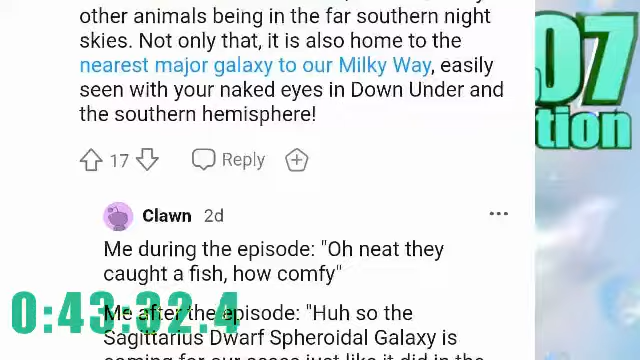 other animals being in the far southern night
skies. Not only that, it is also home to the
nearest major galaxy to our Milky Way, easily
seen with your naked eyes in Down Under and
the southern hemisphere!
17 Reply
Clawn 2d
Me during the episode: "Oh neat they
caught a fish, how comfy"
0:43:32.4
Me after the episode: "Huh so the
Sagittarius Dwarf Spheroidal Galaxy is
07
tion